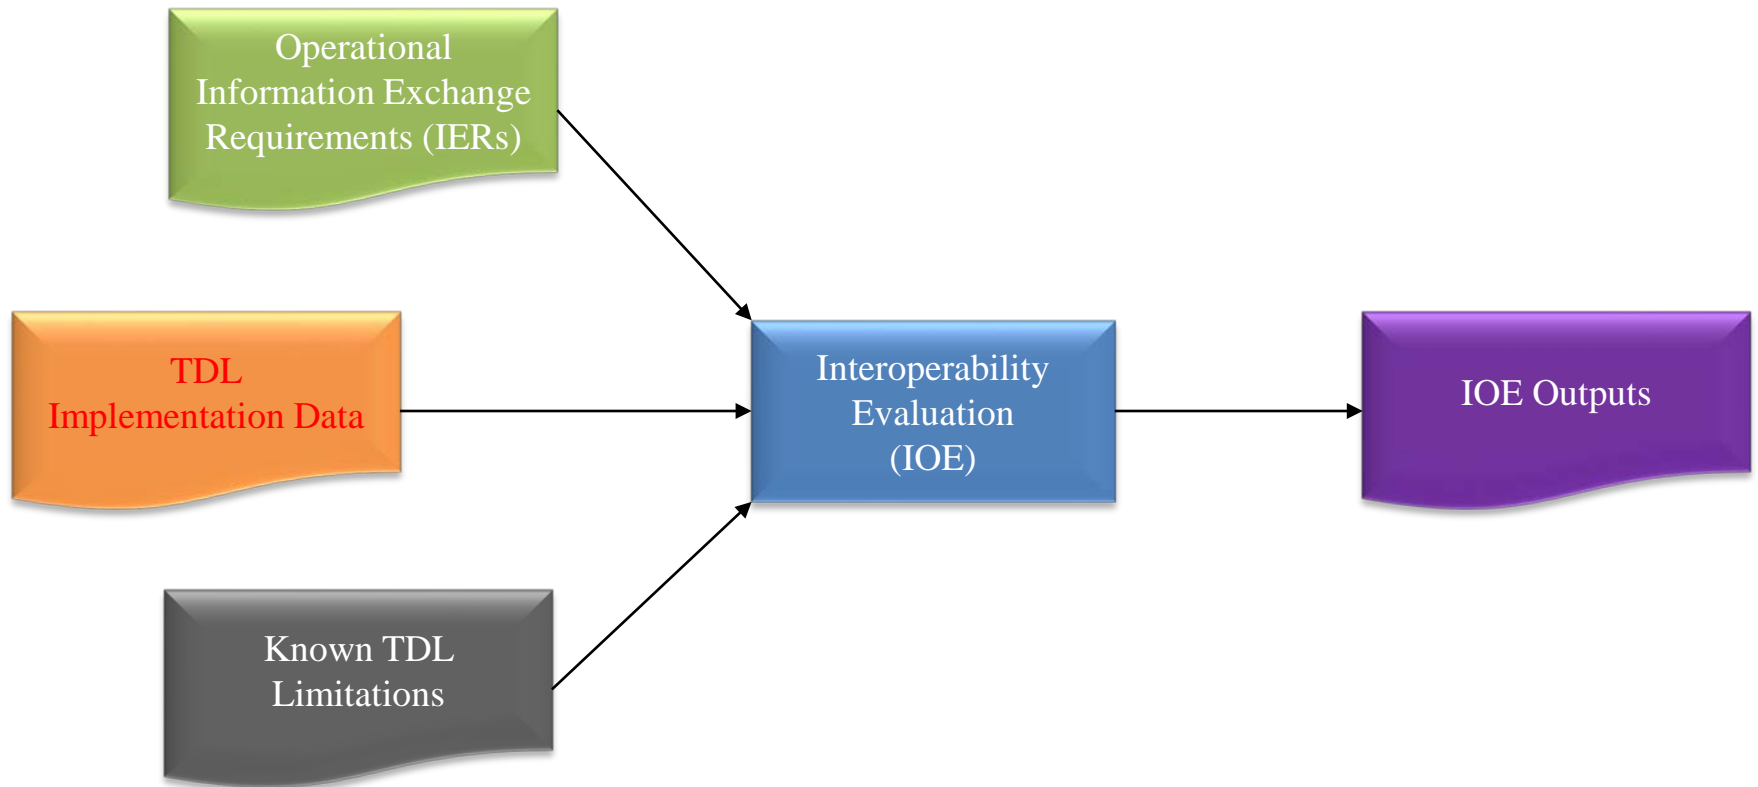 Operational
Information Exchange
Requirements (IERs)
TDL
Implementation Data
Known TDL
Limitations
Interoperability
Evaluation
(IOE)
IOE Outputs